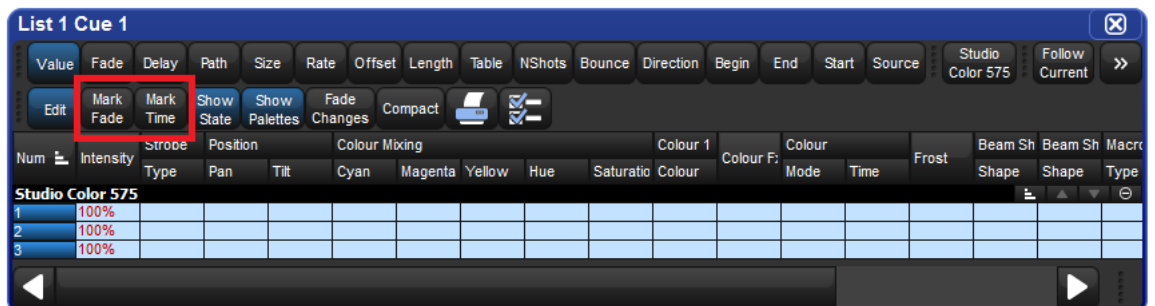 List 1 Cue 1
Value Fade Delay Path Size Rate Offset Length Table NShots Bounce Direction Begin End Start Source Studio Color 575 Follow Current »
Edit Mark Fade Mark Time Show State Show Palettes Fade Changes Compact
Num Intensity Strobe Position Colour Mixing Colour 1 Colour F: Colour Frost Beam Sh Beam Sh Macro
Type Pan Tilt Cyan Magenta Yellow Hue Saturatio Colour Mode Time Shape Shape Type
Studio Color 575
1 100%
2 100%
3 100%